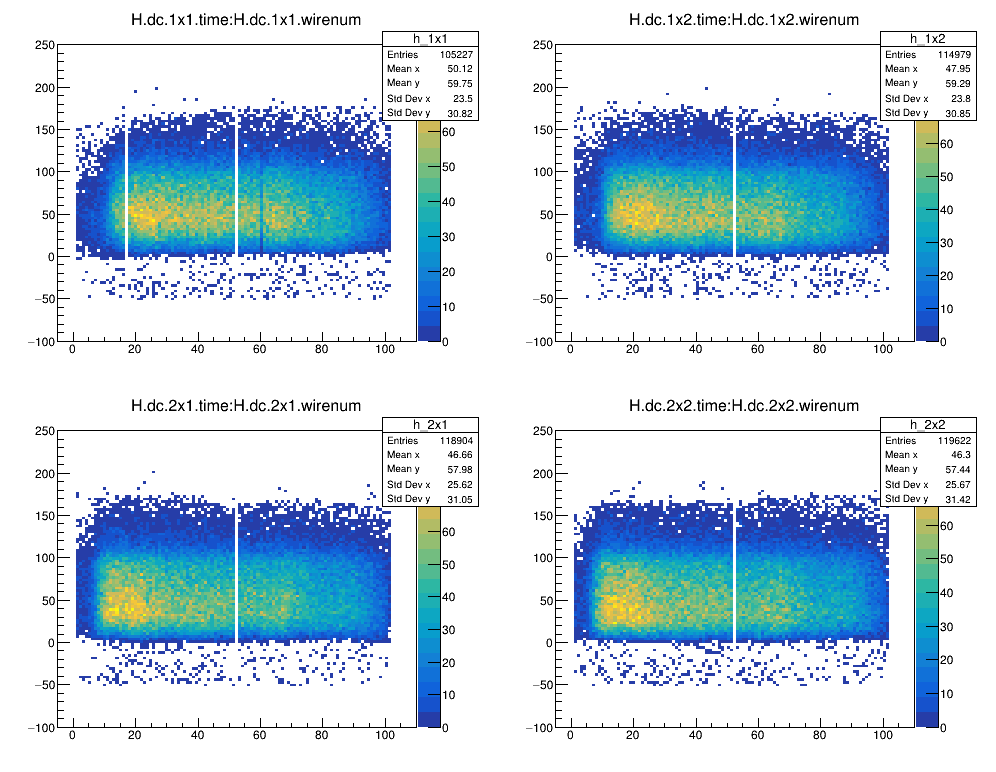 H.dc.1x1.time:H.dc.1x1.wirenum
h_1x1
Entries 105227
Mean x 50.12
Mean y 59.75
Std Dev x 23.5
Std Dev y 30.82
250
200
150
100
50
0
−50
−100
0 20 40 60 80 100
60
50
40
30
20
10
0
H.dc.1x2.time:H.dc.1x2.wirenum
h_1x2
Entries 114979
Mean x 47.95
Mean y 59.29
Std Dev x 23.8
Std Dev y 30.85
250
200
150
100
50
0
−50
−100
0 20 40 60 80 100
60
50
40
30
20
10
0
H.dc.2x1.time:H.dc.2x1.wirenum
h_2x1
Entries 118904
Mean x 46.66
Mean y 57.98
Std Dev x 25.62
Std Dev y 31.05
250
200
150
100
50
0
−50
−100
0 20 40 60 80 100
60
50
40
30
20
10
0
H.dc.2x2.time:H.dc.2x2.wirenum
h_2x2
Entries 119622
Mean x 46.3
Mean y 57.44
Std Dev x 25.67
Std Dev y 31.42
250
200
150
100
50
0
−50
−100
0 20 40 60 80 100
60
50
40
30
20
10
0